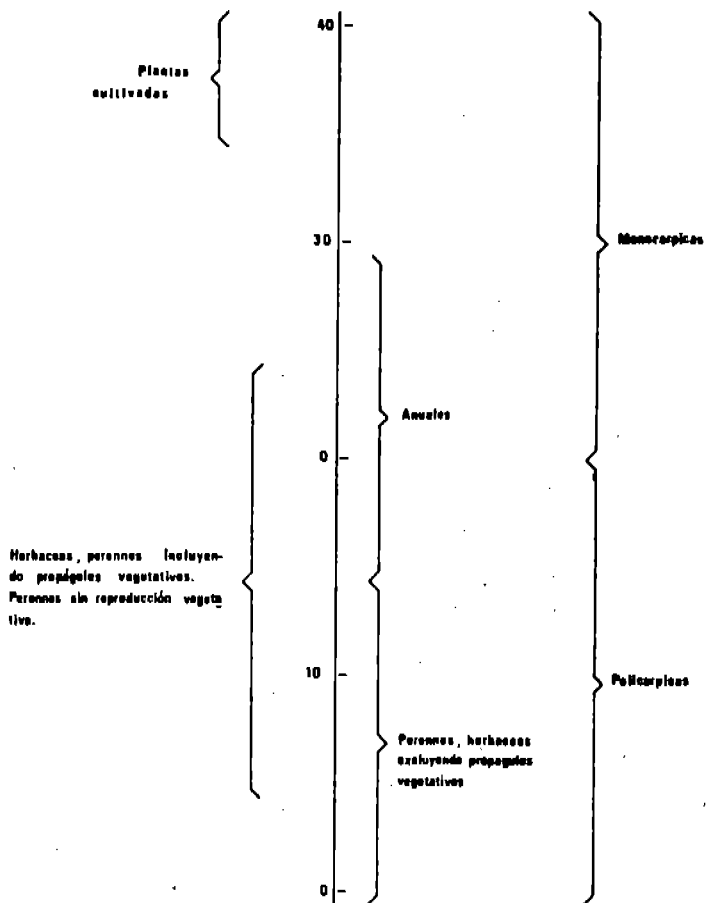 40
Plantas
cultivadas
30
Monocarpicas
Anuales
0
Herbaceas, perennes incluyen-
do propágulos vegetativos.
Perennes sin reproducción vegeta
tiva.
10
Policarpicas
Perennes, herbaceas
excluyendo propagulos
vegetativos
0